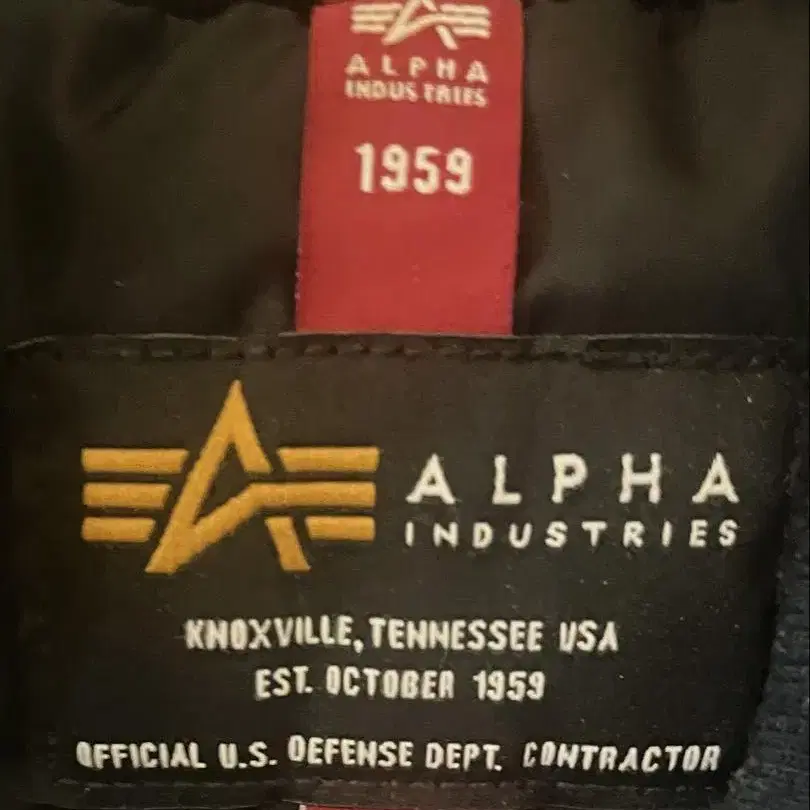 ALPHA
INDUSTRIES
1959
ALPHA
INDUSTRIES
KNOXVILLE, TENNESSEE USA
EST. OCTOBER 1959
OFFICIAL U.S. DEFENSE DEPT. CONTRACTOR